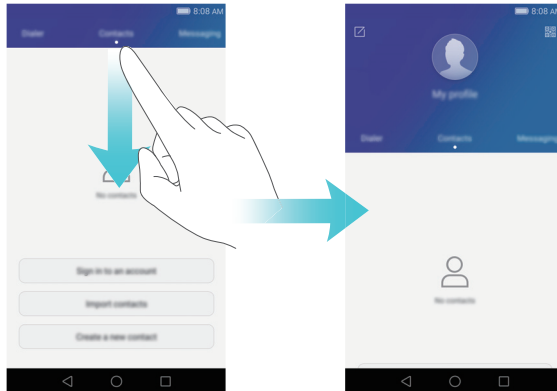 8:08 AM
Dialer
Contacts
Messaging
No contacts
Sign in to an account
Import contacts
Create a new contact
8:08 AM
My profile
Dialer
Contacts
Messaging
No contacts